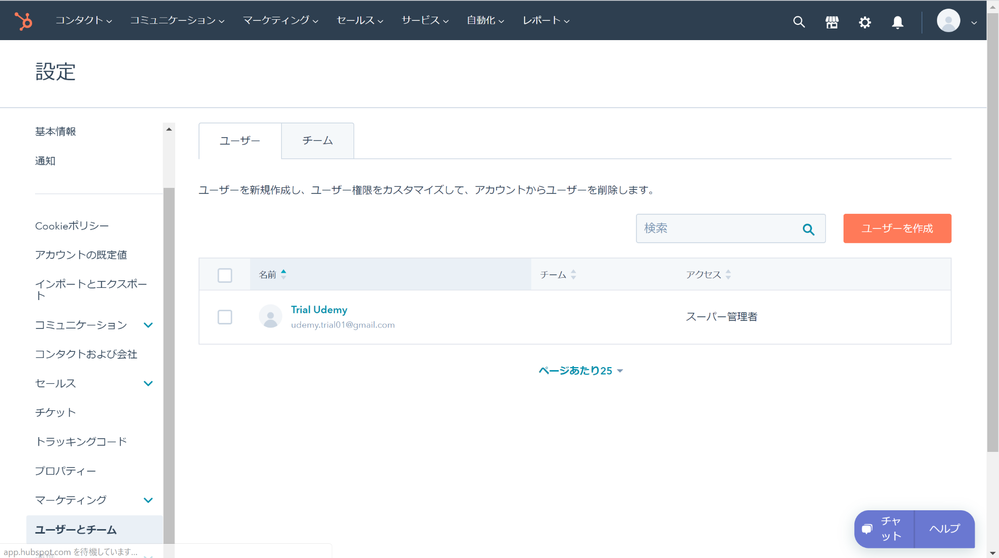 コンタクト コミュニケーション マーケティング セールス サービス 自動化 レポート
設定
基本情報
通知
Cookieポリシー
アカウントの既定値
インポートとエクスポー
ト
コミュニケーション
コンタクトおよび会社
セールス
チケット
トラッキングコード
プロパティー
マーケティング
ユーザーとチーム
app.hubspot.com を待機しています...
ユーザー チーム
ユーザーを新規作成し、ユーザー権限をカスタマイズして、アカウントからユーザーを削除します。
検索 ユーザーを作成
名前 チーム アクセス
Trial Udemy
udemy.trial01@gmail.com
スーパー管理者
ページあたり25
チャ
ット
ヘルプ